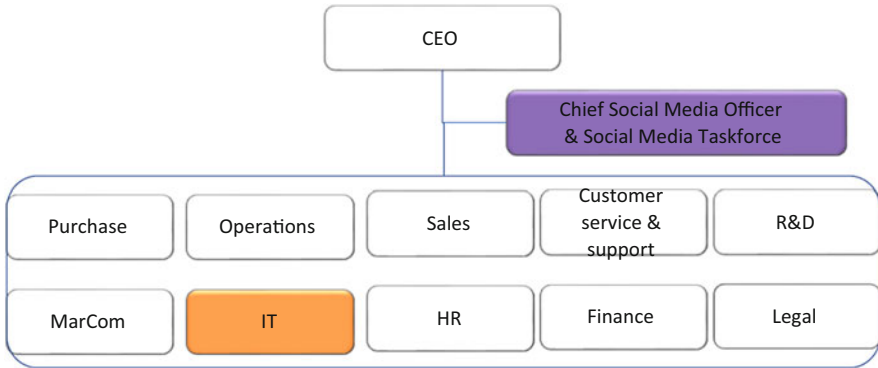 CEO
Chief Social Media Officer
& Social Media Taskforce
Purchase
Operations
Sales
Customer
service &
support
R&D
MarCom
IT
HR
Finance
Legal